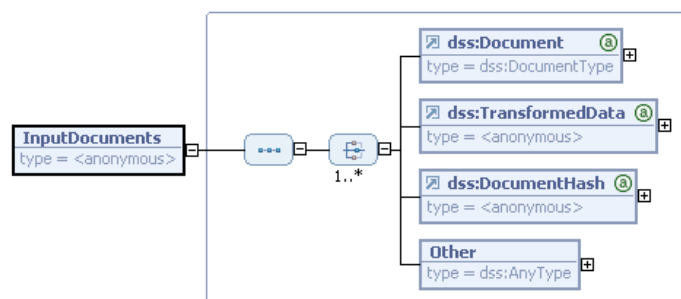 dss:Document a
type = dss:DocumentType
dss:TransformedData a
type = <anonymous>
InputDocuments
type = <anonymous>
1..*
dss:DocumentHash a
type = <anonymous>
Other
type = dss:AnyType